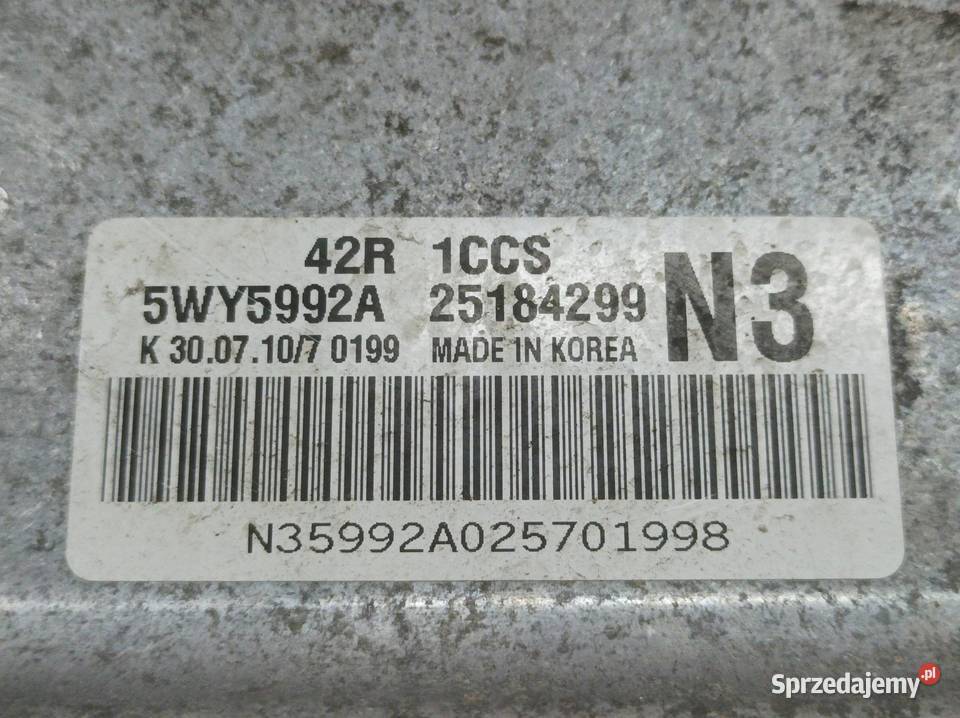 42R 1CCS
5WY5992A 25184299 N3
K 30.07.10/7 0199 MADE IN KOREA
N35992A025701998
Sprzedajemy.pl